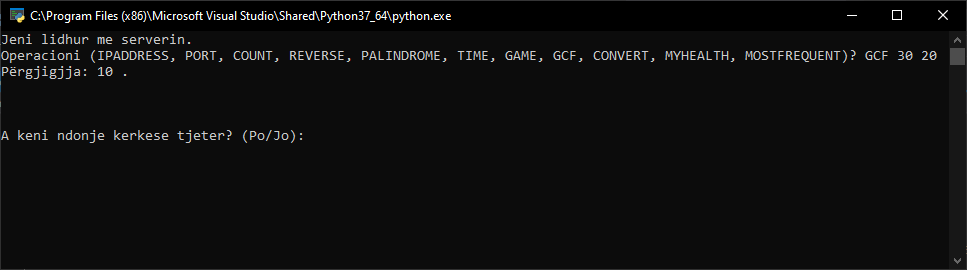 C:\Program Files (x86)\Microsoft Visual Studio\Shared\Python37_64\python.exe
Jeni lidhur me serverin.
Operacioni (IPADDRESS, PORT, COUNT, REVERSE, PALINDROME, TIME, GAME, GCF, CONVERT, MYHEALTH, MOSTFREQUENT)? GCF 30 20
Përgjigjja: 10 .
A keni ndonje kerkese tjeter? (Po/Jo):